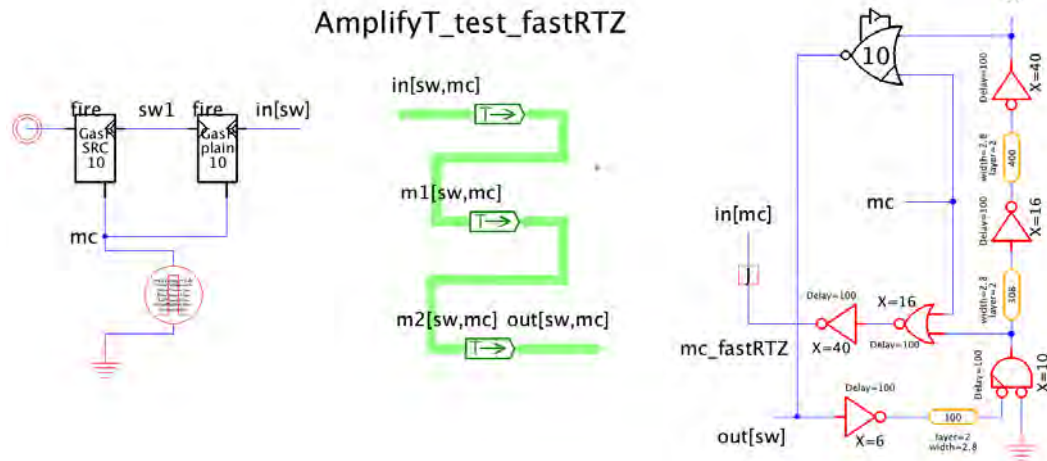 AmplifyT_test_fastRTZ
fire
sw1
fire
in[sw]
GasP
SRC
10
GasP
plain
10
mc
in[sw,mc]
T
m1[sw,mc]
T
m2[sw,mc]
out[sw,mc]
T
10
Delay=100
X=40
width=2.8
layer=2
400
Delay=100
X=16
mc
in[mc]
J
width=2.8
layer=2
308
Delay=100
X=16
mc_fastRTZ
X=40
Delay=100
Delay=100
X=10
Delay=100
out[sw]
X=6
100
layer=2
width=2.8